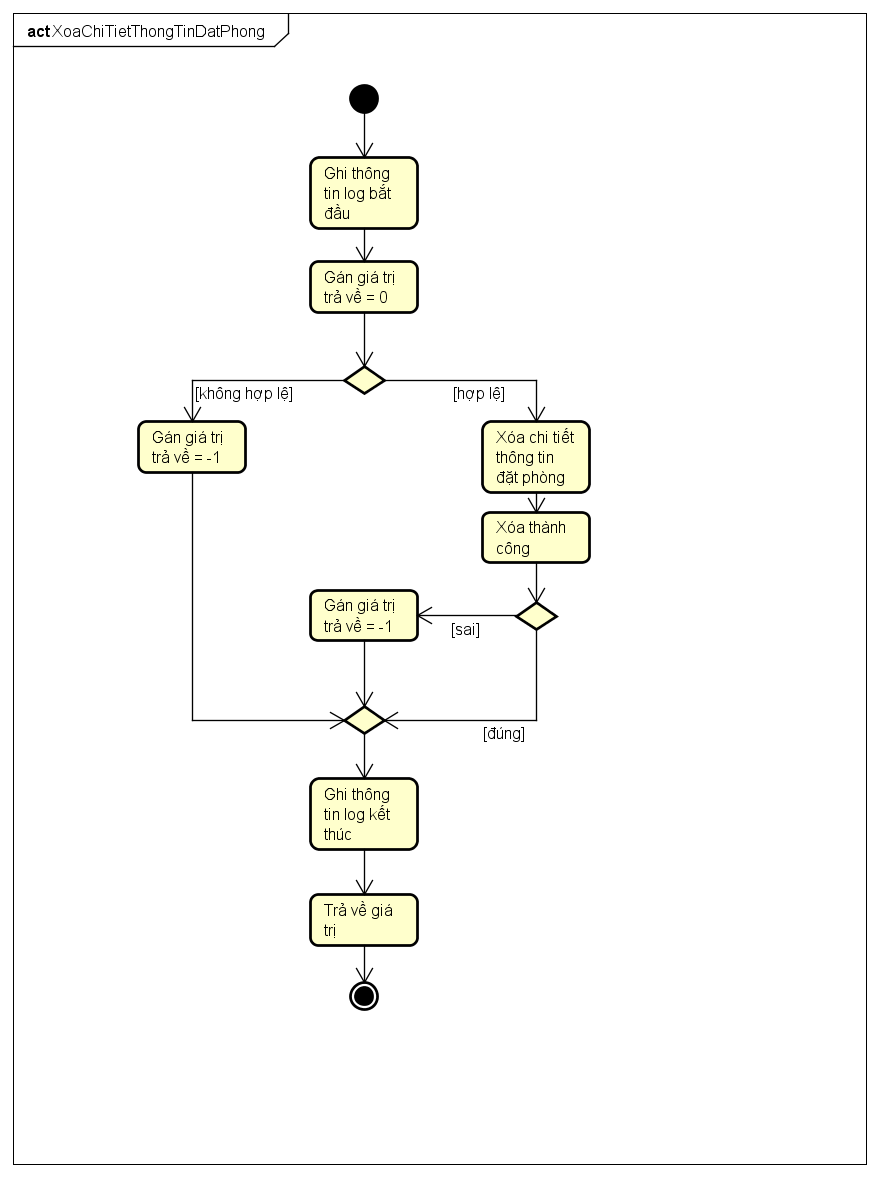 act XoaChiTietThongTinDatPhong
Ghi thông
tin log bắt
đầu
Gán giá trị
trả về = 0
[không hợp lệ]
[hợp lệ]
Gán giá trị
trả về = -1
Xóa chi tiết
thông tin
đặt phòng
Xóa thành
công
Gán giá trị
trả về = -1
[sai]
[đúng]
Ghi thông
tin log kết
thúc
Trả về giá
trị